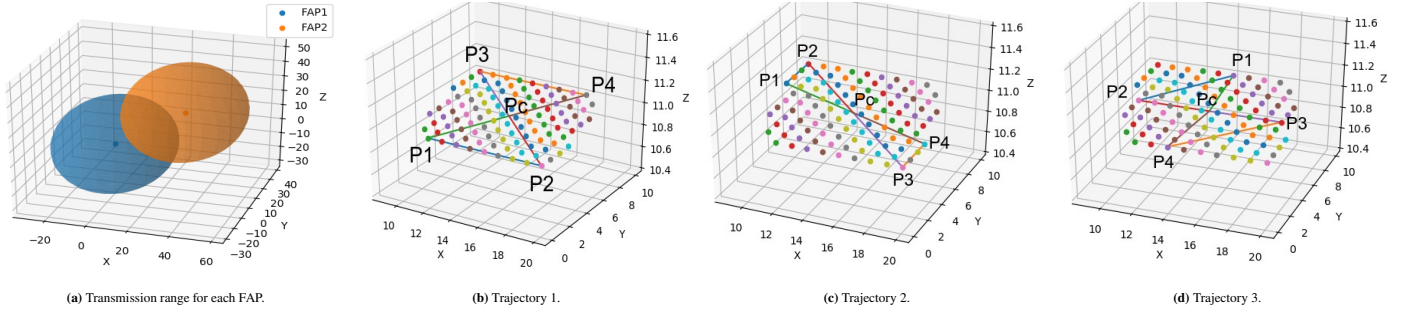 FAP1
FAP2
50
40
30
20
10
0
−10
−20
−30
Z
−20
0
20
40
60
X
−30
−20
−10
0
10
20
30
40
Y
(a) Transmission range for each FAP.
P3
P4
Pc
P1
P2
11.6
11.4
11.2
11.0
10.8
10.6
10.4
Z
10
12
14
16
18
20
X
0
2
4
6
8
10
Y
(b) Trajectory 1.
P2
P1
Pc
P4
P3
11.6
11.4
11.2
11.0
10.8
10.6
10.4
Z
10
12
14
16
18
20
X
0
2
4
6
8
10
Y
(c) Trajectory 2.
P1
P2
Pc
P3
P4
11.6
11.4
11.2
11.0
10.8
10.6
10.4
Z
10
12
14
16
18
20
X
0
2
4
6
8
10
Y
(d) Trajectory 3.